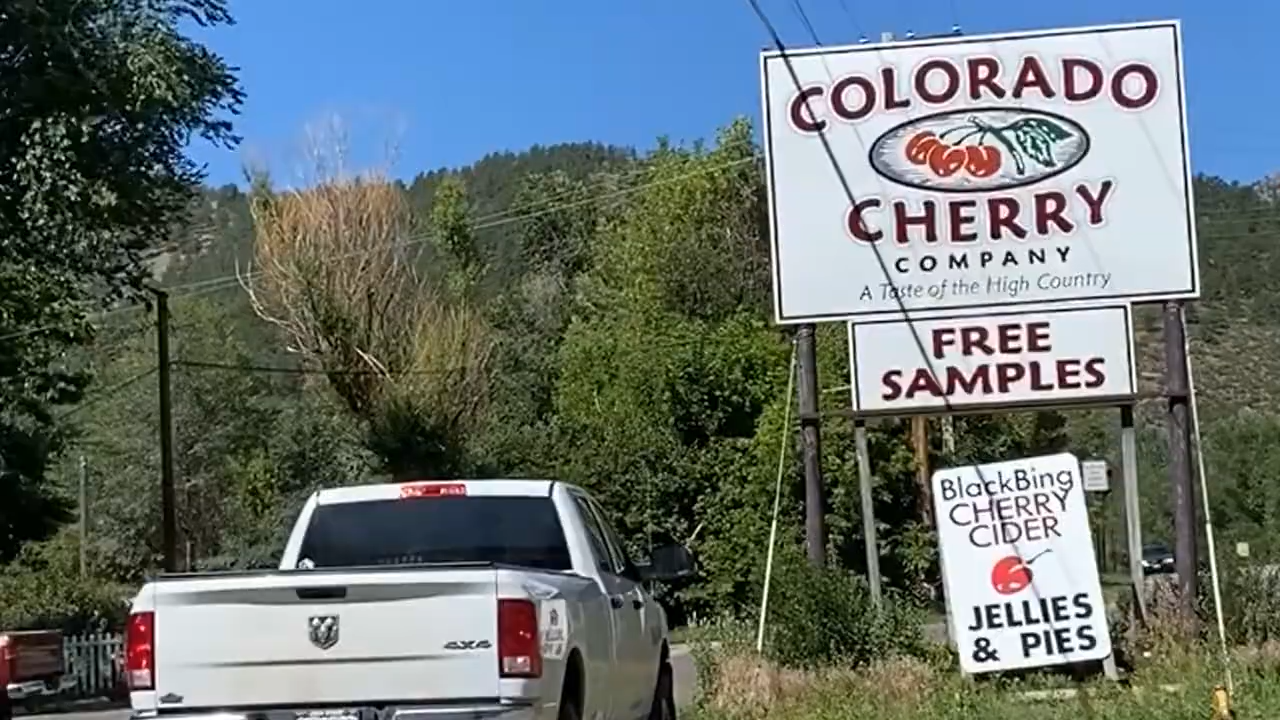 COLORADO
CHERRY
COMPANY
A Taste of the High Country
FREE
SAMPLES
BlackBing
CHERRY
CIDER
JELLIES
& PIES
4X4